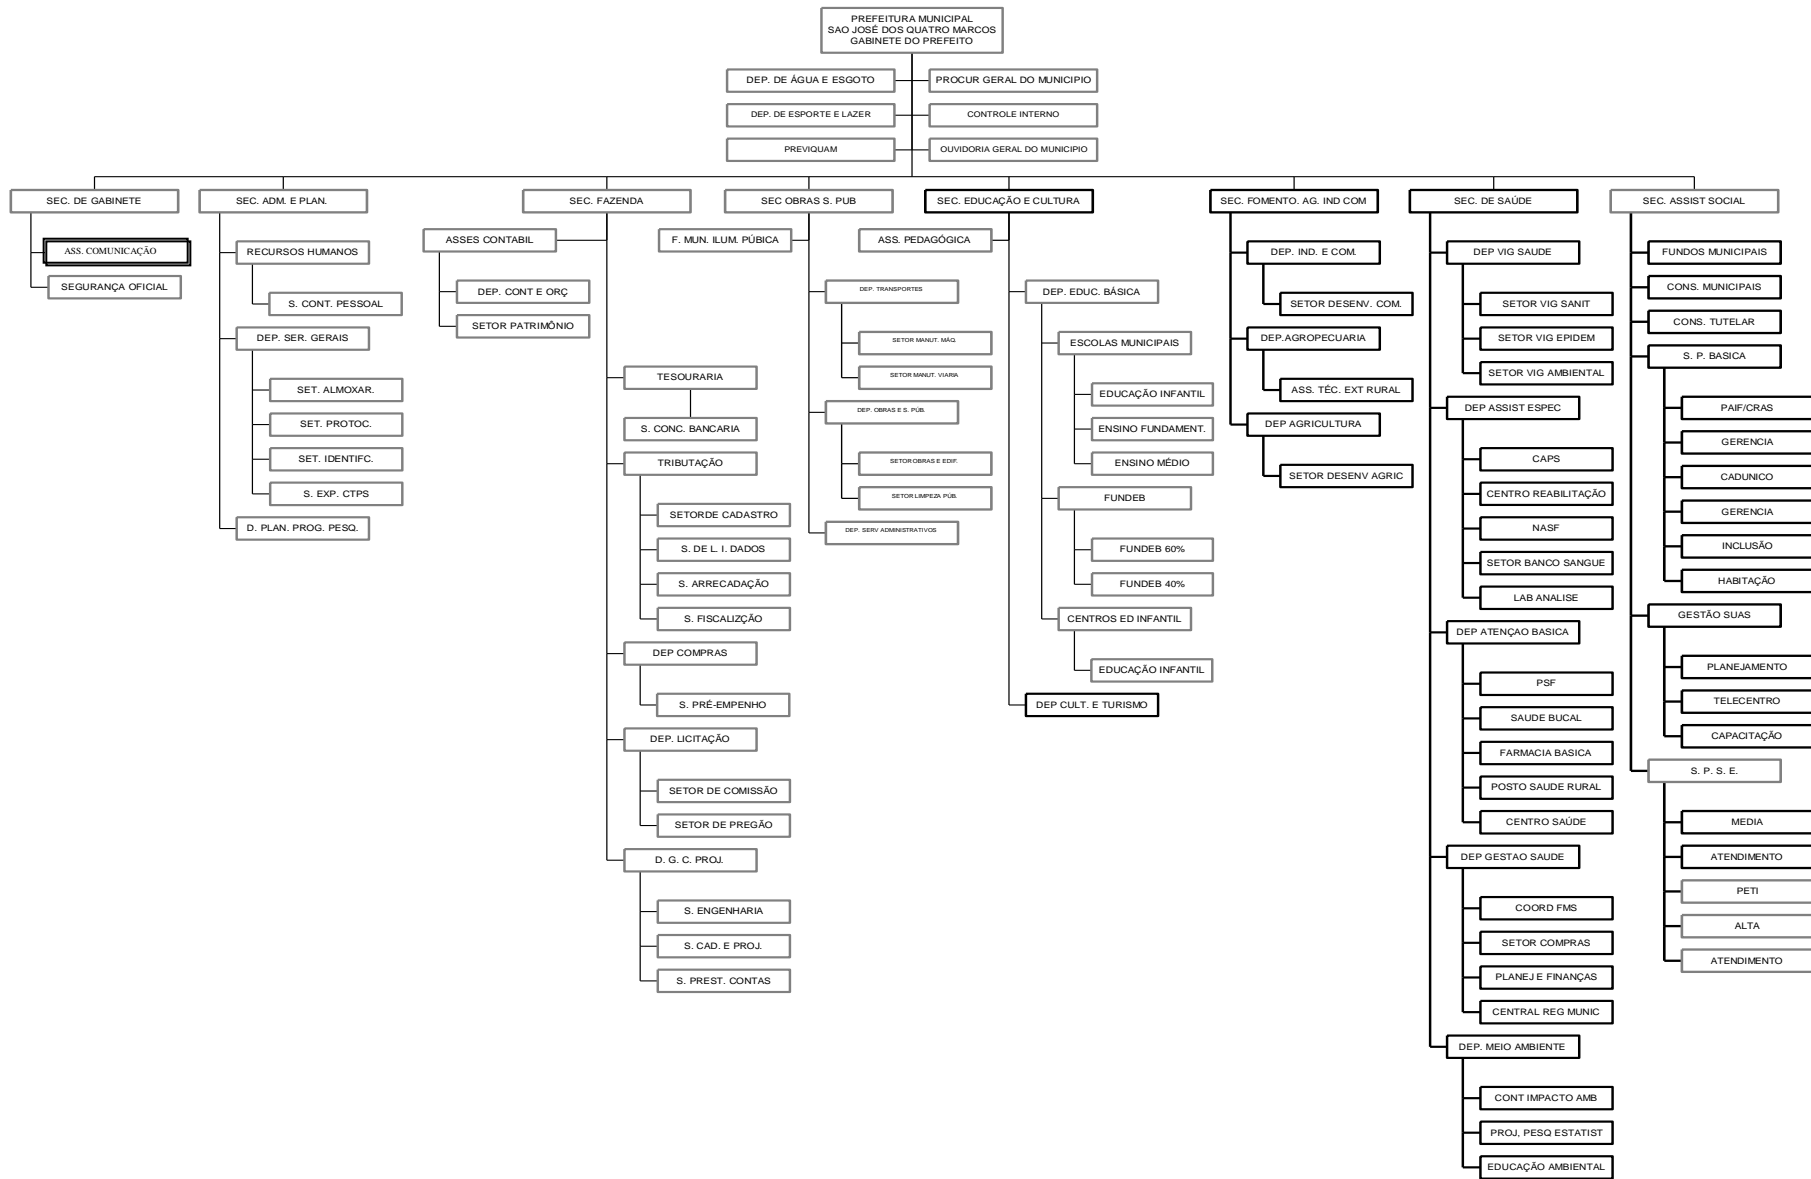 PREFEITURA MUNICIPAL
SAO JOSÉ DOS QUATRO MARCOS
GABINETE DO PREFEITO
DEP. DE ÁGUA E ESGOTO
PROCUR GERAL DO MUNICIPIO
DEP. DE ESPORTE E LAZER
CONTROLE INTERNO
PREVIQUAM
OUVIDORIA GERAL DO MUNICIPIO
SEC. DE GABINETE
ASS. COMUNICAÇÃO
SEGURANÇA OFICIAL
SEC. ADM. E PLAN.
RECURSOS HUMANOS
S. CONT. PESSOAL
DEP. SER. GERAIS
SET. ALMOXAR.
SET. PROTOC.
SET. IDENTIFC.
S. EXP. CTPS
D. PLAN. PROG. PESQ.
SEC. FAZENDA
ASSES CONTABIL
DEP. CONT E ORÇ
SETOR PATRIMÔNIO
TESOURARIA
S. CONC. BANCARIA
TRIBUTAÇÃO
SETORDE CADASTRO
S. DE L. I. DADOS
S. ARRECADAÇÃO
S. FISCALIZÇÃO
DEP COMPRAS
S. PRÉ-EMPENHO
DEP. LICITAÇÃO
SETOR DE COMISSÃO
SETOR DE PREGÃO
D. G. C. PROJ.
S. ENGENHARIA
S. CAD. E PROJ.
S. PREST. CONTAS
SEC OBRAS S. PUB
F. MUN. ILUM. PÚBICA
DEP. TRANSPORTES
SETOR MANUT. MÁQ.
SETOR MANUT. VIARIA
DEP. OBRAS E S. PÚB.
SETOR OBRAS E EDIF.
SETOR LIMPEZA PÚB.
DEP. SERV ADMINISTRATIVOS
SEC. EDUCAÇÃO E CULTURA
ASS. PEDAGÓGICA
DEP. EDUC. BÁSICA
ESCOLAS MUNICIPAIS
EDUCAÇÃO INFANTIL
ENSINO FUNDAMENT.
ENSINO MÉDIO
FUNDEB
FUNDEB 60%
FUNDEB 40%
CENTROS ED INFANTIL
EDUCAÇÃO INFANTIL
DEP CULT. E TURISMO
SEC. FOMENTO. AG. IND COM
DEP. IND. E COM.
SETOR DESENV. COM.
DEP.AGROPECUARIA
ASS. TÉC. EXT RURAL
DEP AGRICULTURA
SETOR DESENV AGRIC
SEC. DE SAÚDE
DEP VIG SAUDE
SETOR VIG SANIT
SETOR VIG EPIDEM
SETOR VIG AMBIENTAL
DEP ASSIST ESPEC
CAPS
CENTRO REABILITAÇÃO
NASF
SETOR BANCO SANGUE
LAB ANALISE
DEP ATENÇAO BASICA
PSF
SAUDE BUCAL
FARMACIA BASICA
POSTO SAUDE RURAL
CENTRO SAÚDE
DEP GESTAO SAUDE
COORD FMS
SETOR COMPRAS
PLANEJ E FINANÇAS
CENTRAL REG MUNIC
DEP. MEIO AMBIENTE
CONT IMPACTO AMB
PROJ, PESQ ESTATIST
EDUCAÇÃO AMBIENTAL
SEC. ASSIST SOCIAL
FUNDOS MUNICIPAIS
CONS. MUNICIPAIS
CONS. TUTELAR
S. P. BASICA
PAIF/CRAS
GERENCIA
CADUNICO
GERENCIA
INCLUSÃO
HABITAÇÃO
GESTÃO SUAS
PLANEJAMENTO
TELECENTRO
CAPACITAÇÃO
S. P. S. E.
MEDIA
ATENDIMENTO
PETI
ALTA
ATENDIMENTO